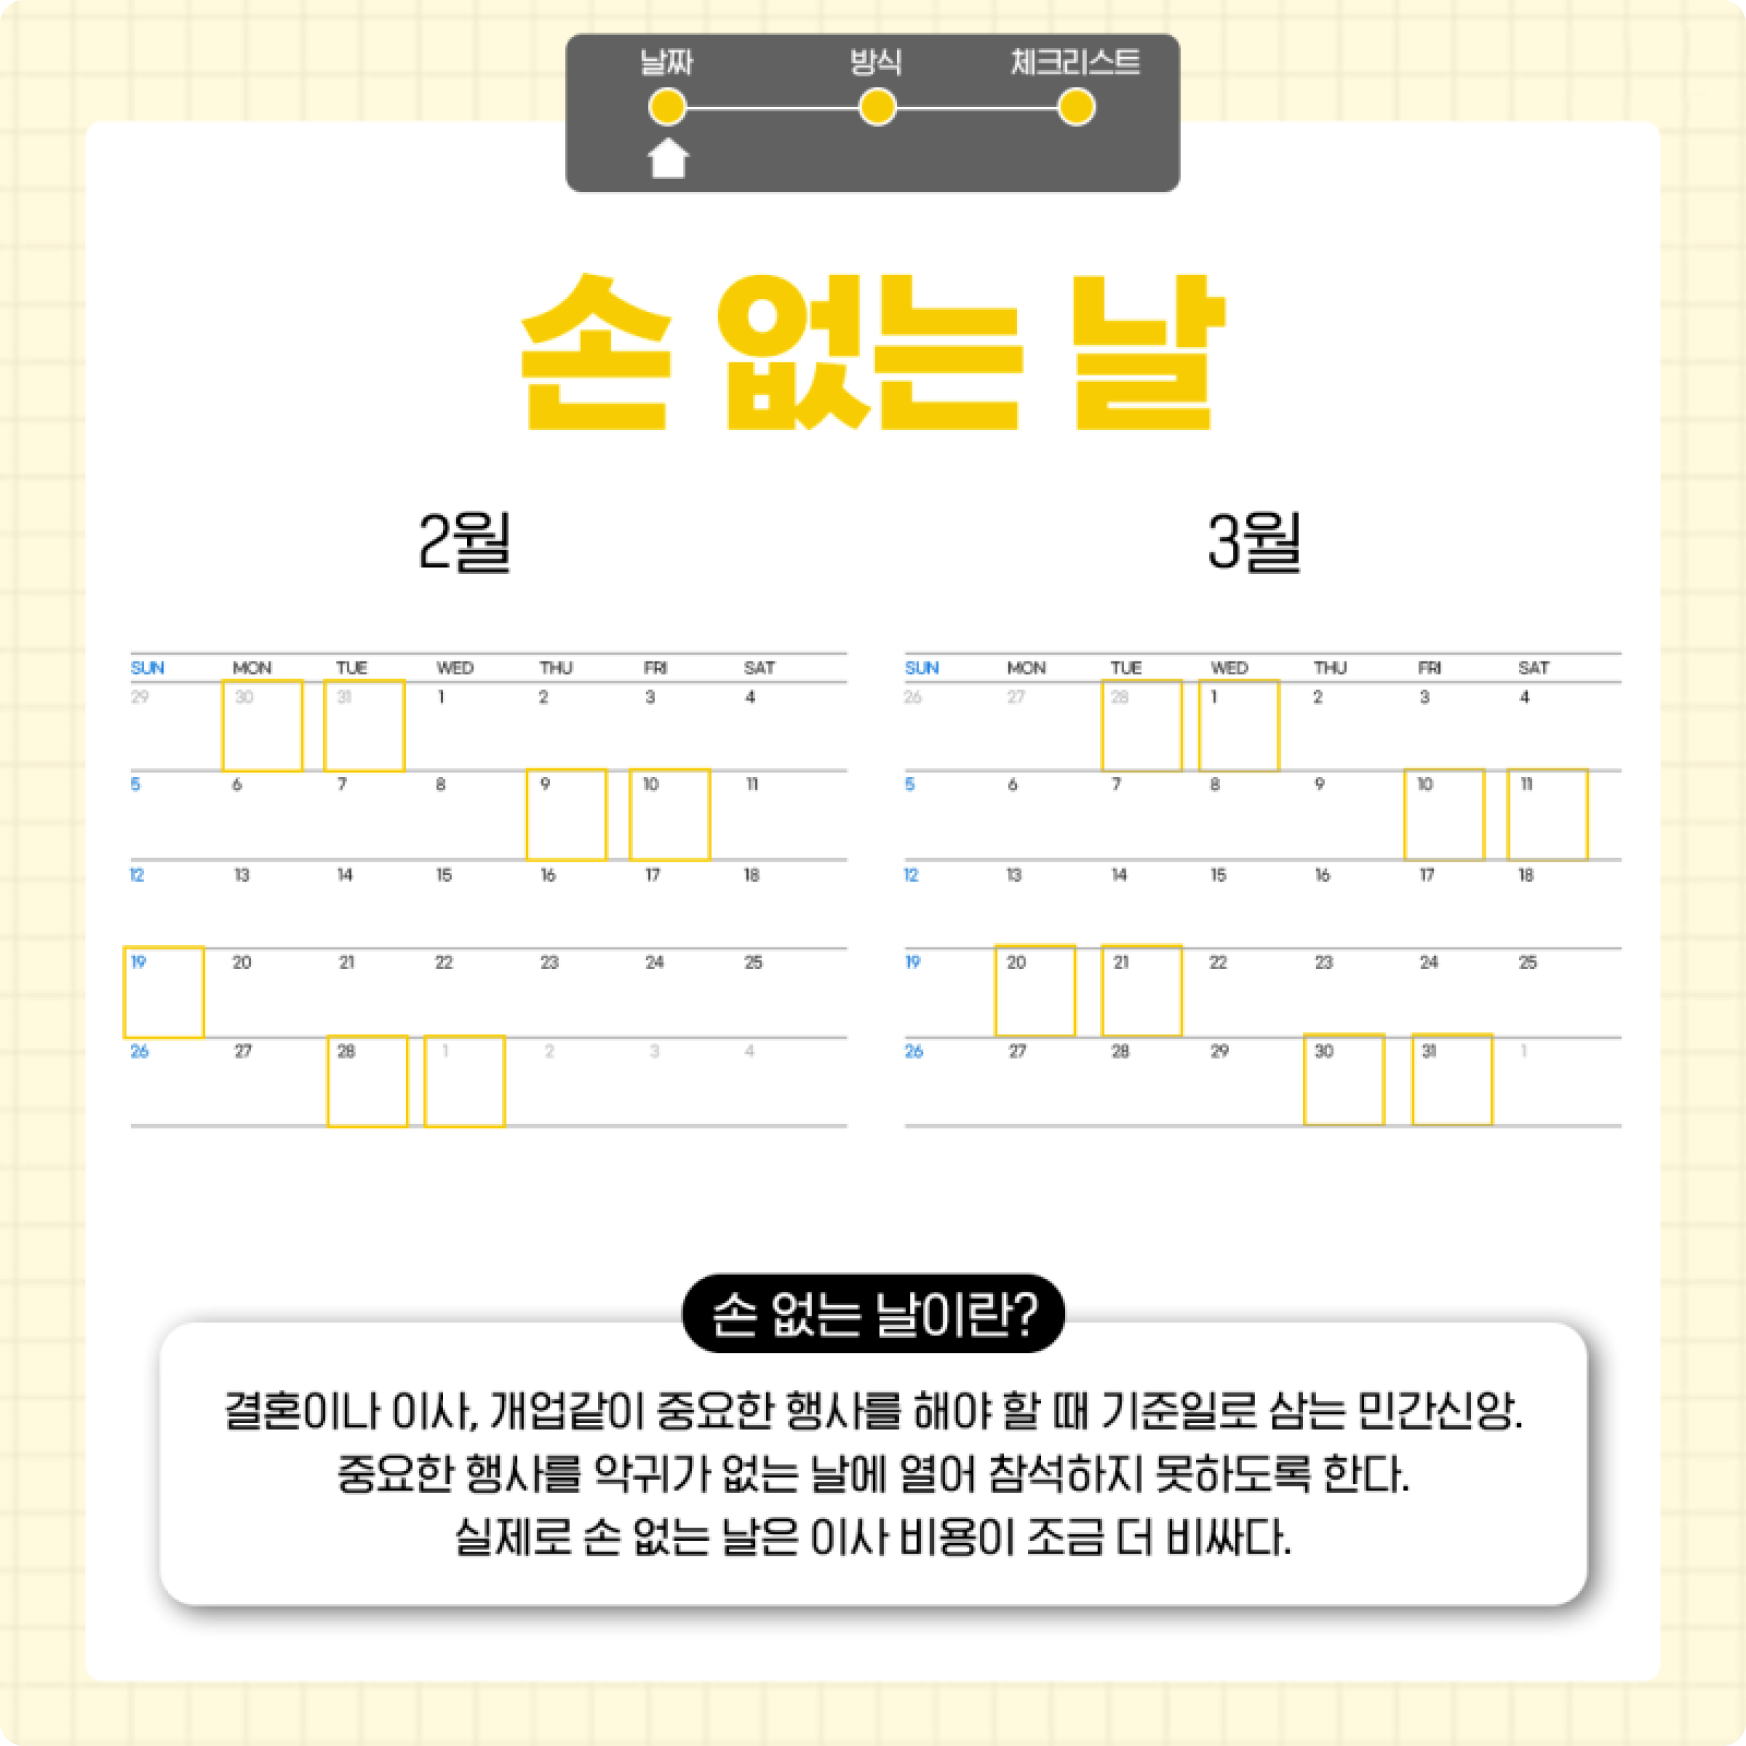 날짜 방식 체크리스트
손 없는 날
2월
SUN MON TUE WED THU FRI SAT
29 30 31 1 2 3 4
5 6 7 8 9 10 11
12 13 14 15 16 17 18
19 20 21 22 23 24 25
26 27 28 1 2 3 4
3월
SUN MON TUE WED THU FRI SAT
26 27 28 1 2 3 4
5 6 7 8 9 10 11
12 13 14 15 16 17 18
19 20 21 22 23 24 25
26 27 28 29 30 31 1
손 없는 날이란?
결혼이나 이사, 개업같이 중요한 행사를 해야 할 때 기준일로 삼는 민간신앙.
중요한 행사를 악귀가 없는 날에 열어 참석하지 못하도록 한다.
실제로 손 없는 날은 이사 비용이 조금 더 비싸다.